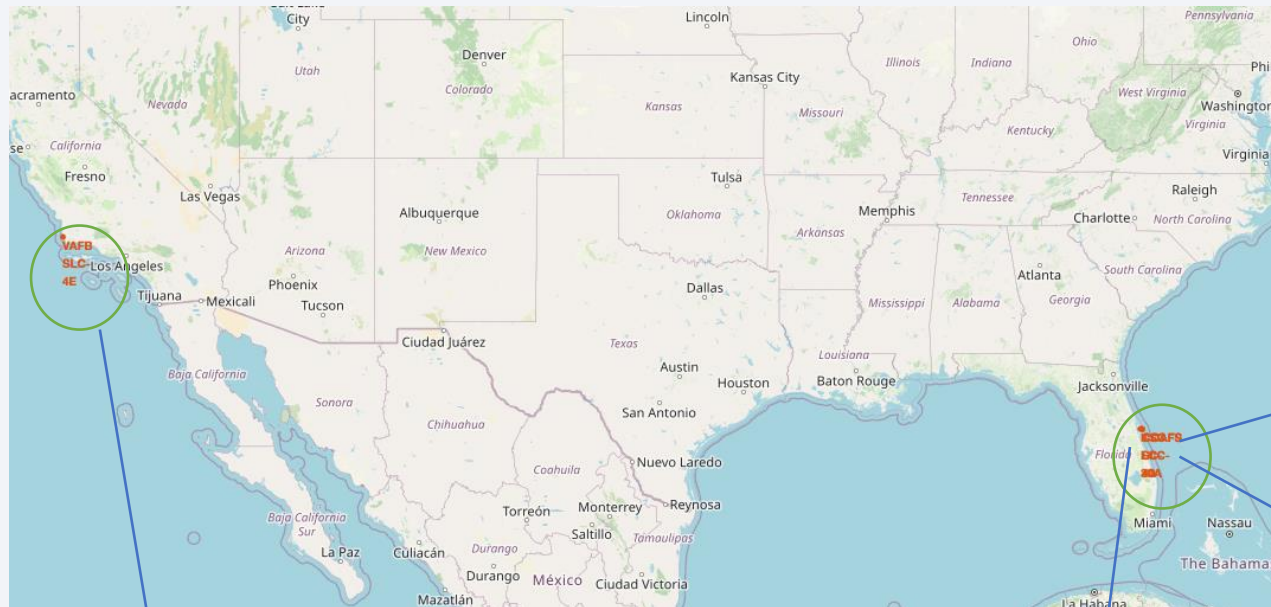 City
Lincoln
Pennsylvania
Denver
Ohio
Utah
Illinois
Indiana
Kansas City
Colorado
acramento
Nevada
Kansas
Missouri
West Virginia
Washington
Virginia
Kentucky
California
se
Virginia
Fresno
Las Vegas
Tulsa
Raleigh
Albuquerque
Oklahoma
Memphis
Tennessee
Charlotte
North Carolina
Arizona
New Mexico
Arkansas
VAFB
SLC-
4E
Los Angeles
Phoenix
Atlanta
South Carolina
Tijuana
Mexicali
Tucson
Dallas
Mississippi
Alabama
Georgia
Ciudad Juárez
Texas
Louisiana
Austin
Baton Rouge
Houston
Jacksonville
Baja California
Sonora
San Antonio
Chihuahua
Florida
Coahuila
Nuevo Laredo
Monterrey
Reynosa
Torreón
Saltillo
Miami
Nassau
Baja California
Sur
Tamaulipas
La Paz
Culiacán
Durango
Durango
México
Ciudad Victoria
The Bahamas
Mazatlán
La Habana